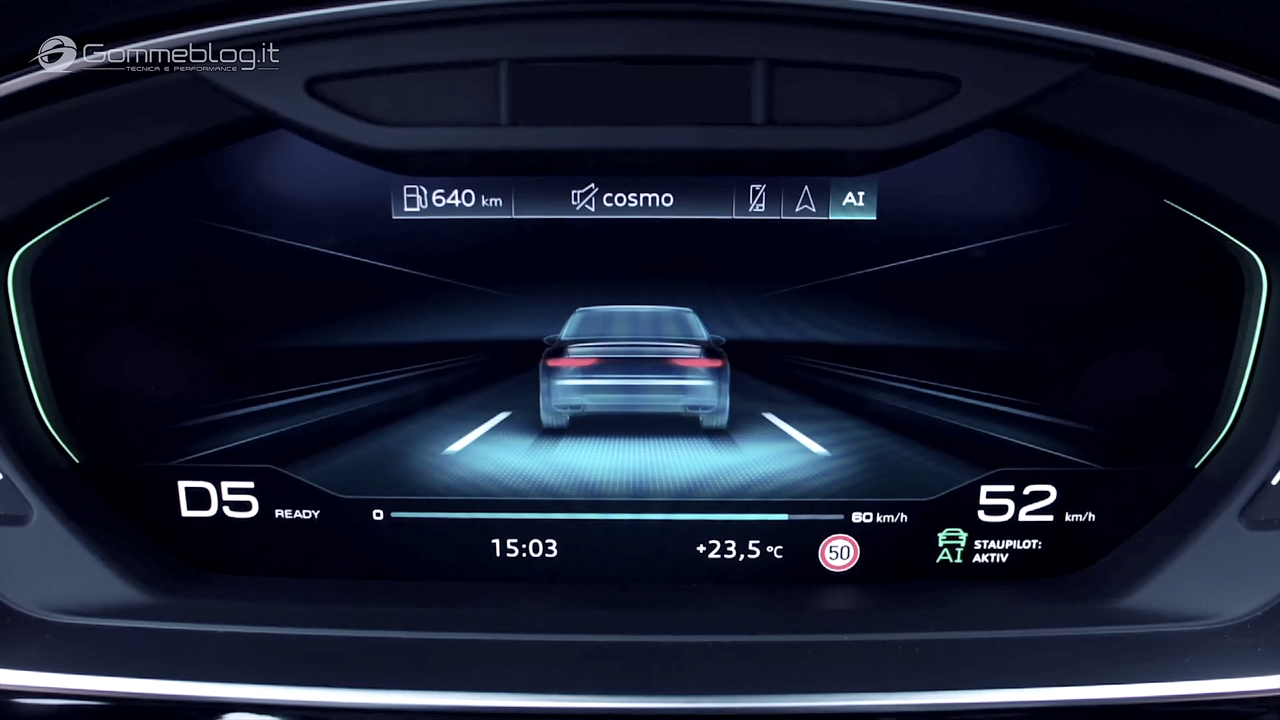 Gommeblog.it
TECNICA E PERFORMANCE
640 km
cosmo
AI
D5 READY
0
60 km/h
52 km/h
15:03
+23,5 °C
50
AI
STAUPILOT:
AKTIV